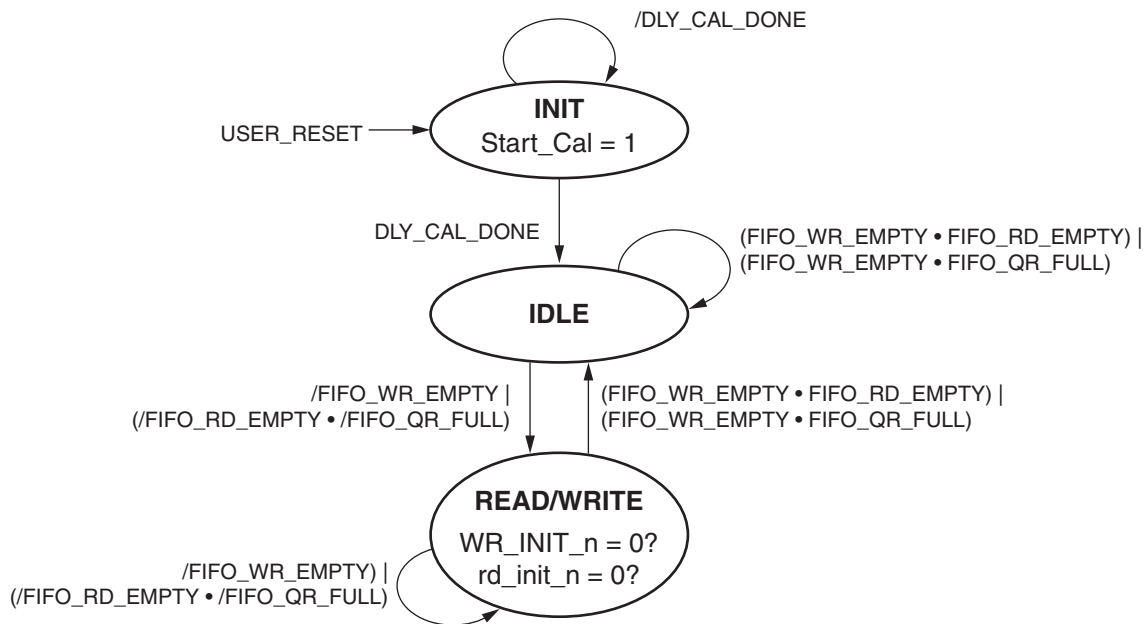 /DLY_CAL_DONE
INIT
Start_Cal = 1
USER_RESET
DLY_CAL_DONE
(FIFO_WR_EMPTY • FIFO_RD_EMPTY) |
(FIFO_WR_EMPTY • FIFO_QR_FULL)
IDLE
/FIFO_WR_EMPTY |
(/FIFO_RD_EMPTY • /FIFO_QR_FULL)
(FIFO_WR_EMPTY • FIFO_RD_EMPTY) |
(FIFO_WR_EMPTY • FIFO_QR_FULL)
READ/WRITE
WR_INIT_n = 0?
rd_init_n = 0?
/FIFO_WR_EMPTY) |
(/FIFO_RD_EMPTY • /FIFO_QR_FULL)